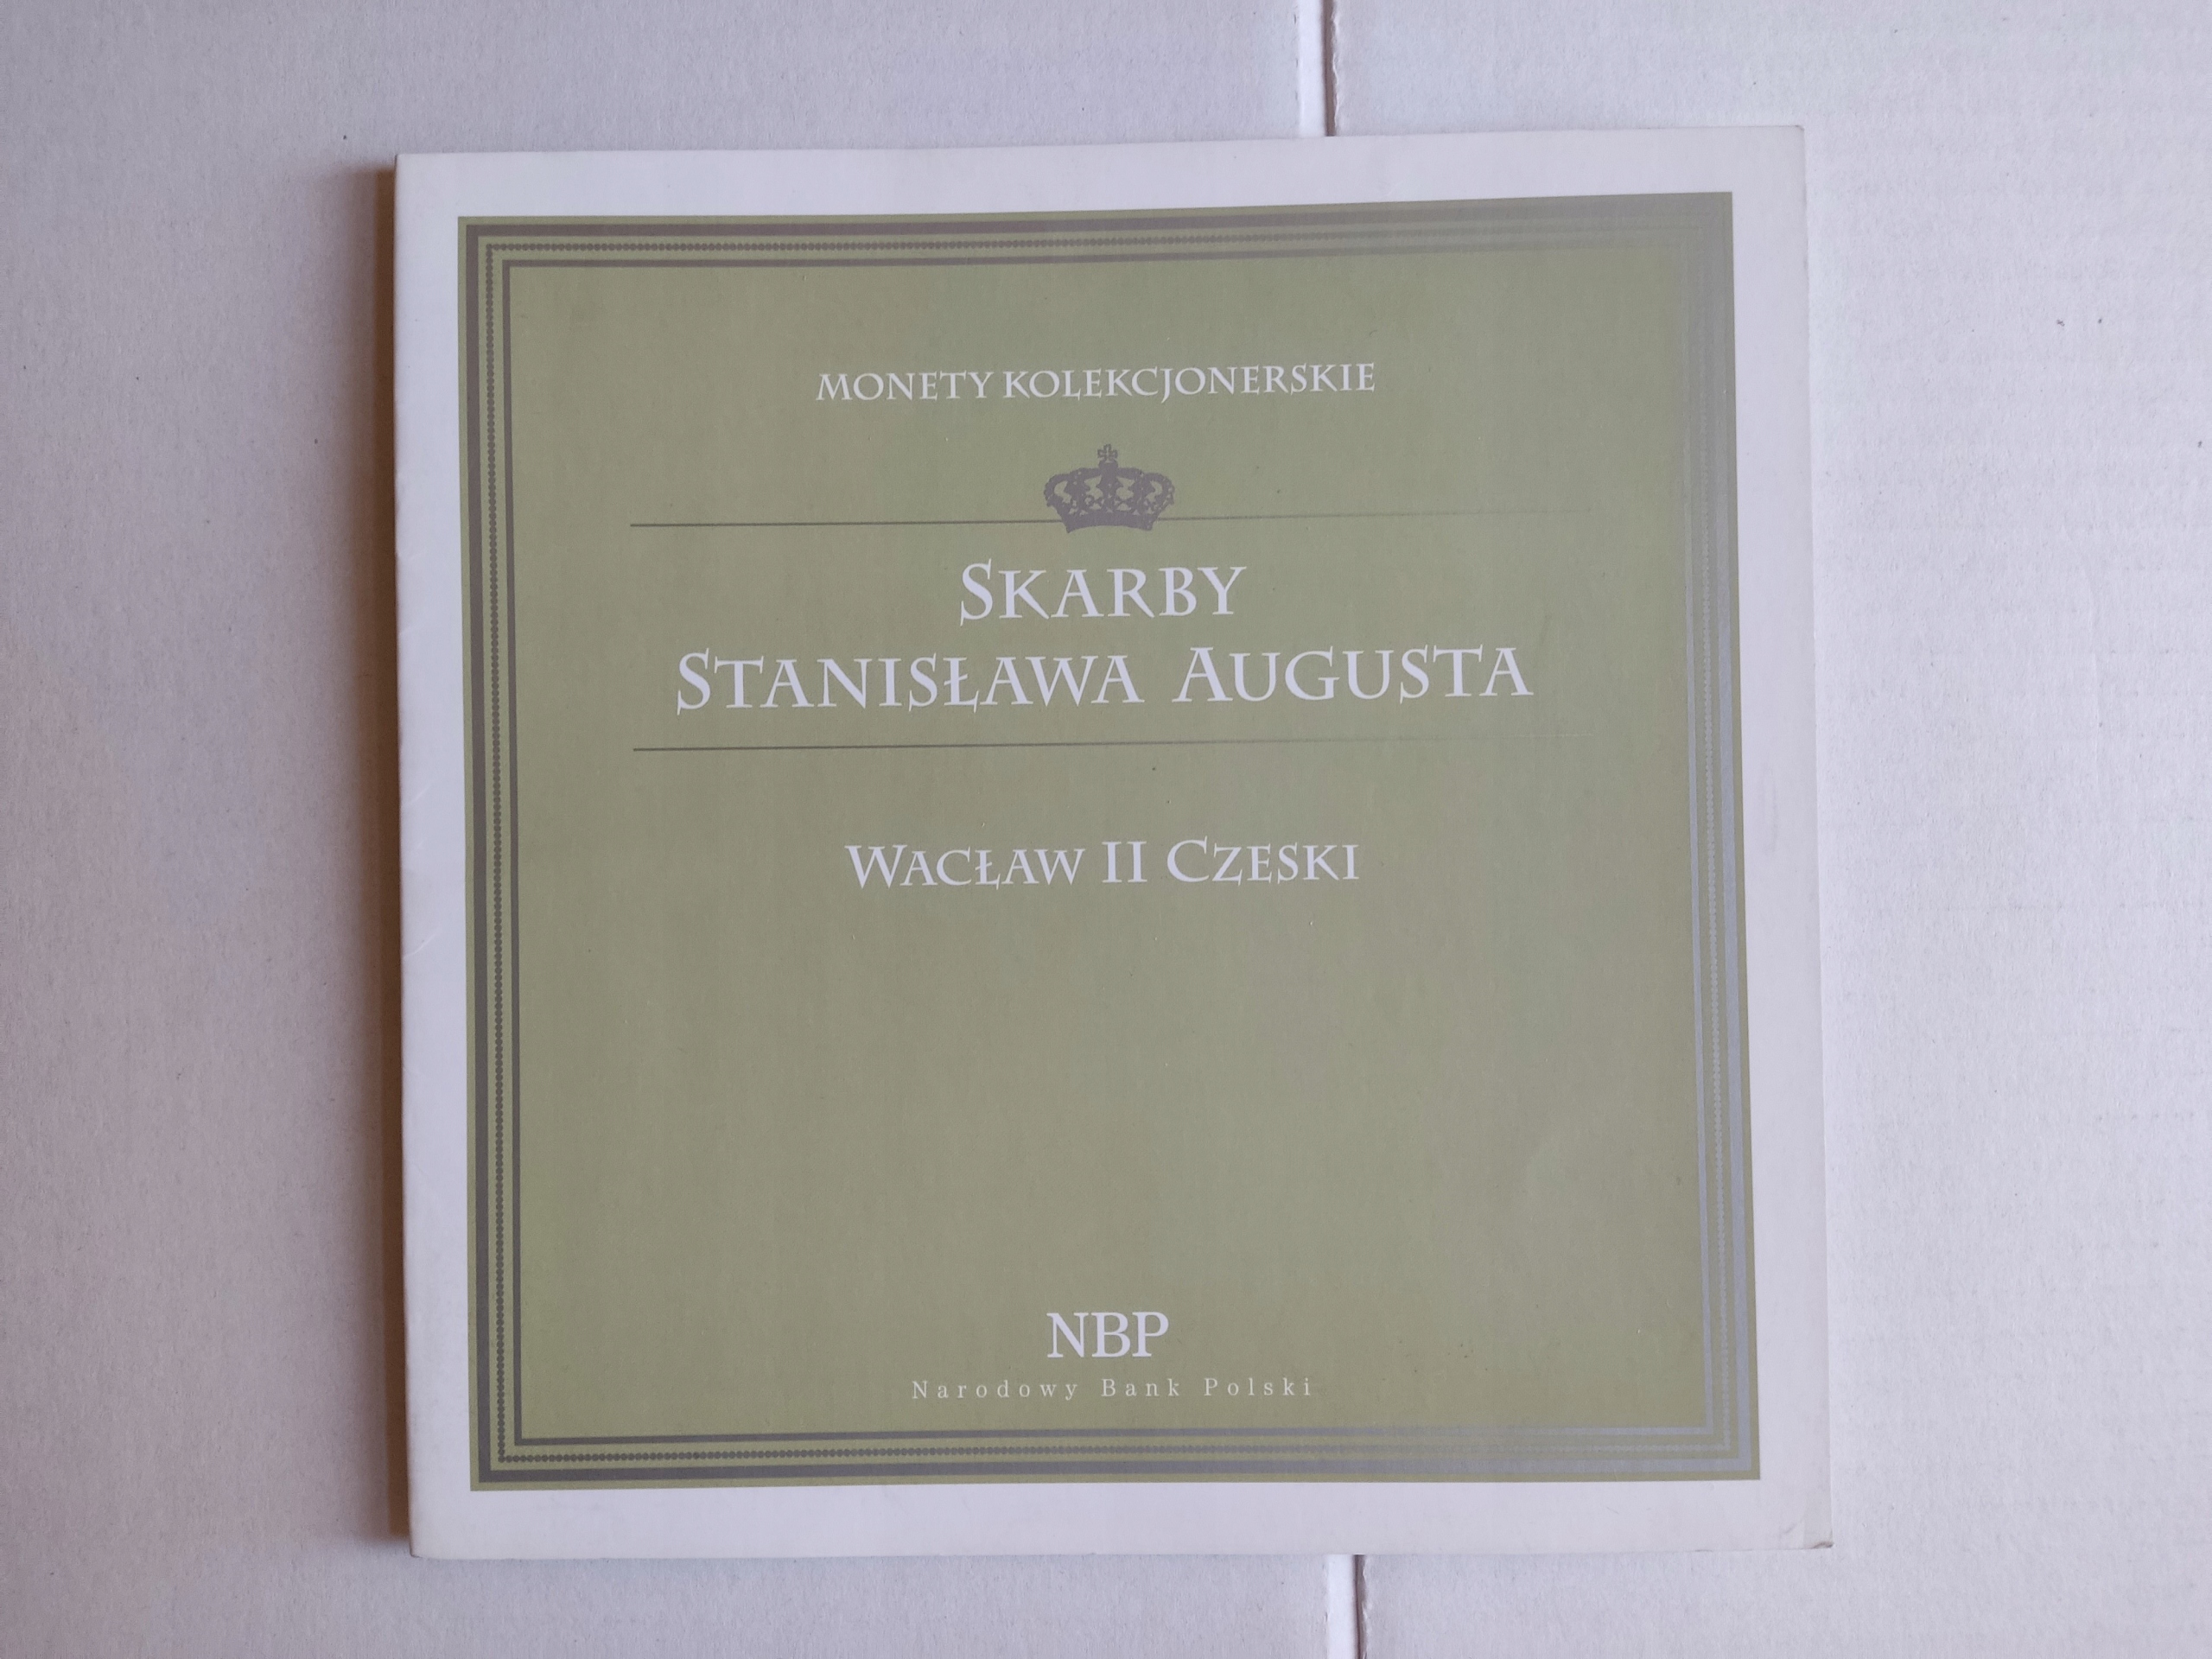 MONETY KOLEKCJONERSKIE
SKARBY
STANISŁAWA AUGUSTA
WACŁAW II CZESKI
NBP
Narodowy Bank Polski